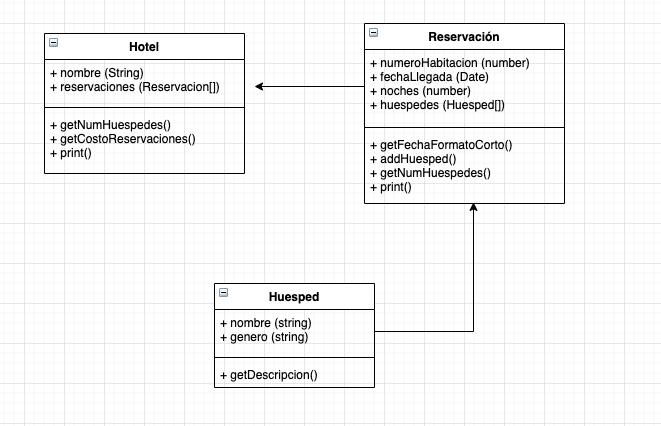 Hotel
+ nombre (String)
+ reservaciones (Reservacion[])
+ getNumHuespedes()
+ getCostoReservaciones()
+ print()
Reservación
+ numeroHabitacion (number)
+ fechaLlegada (Date)
+ noches (number)
+ huespedes (Huesped[])
+ getFechaFormatoCorto()
+ addHuesped()
+ getNumHuespedes()
+ print()
Huesped
+ nombre (string)
+ genero (string)
+ getDescripcion()